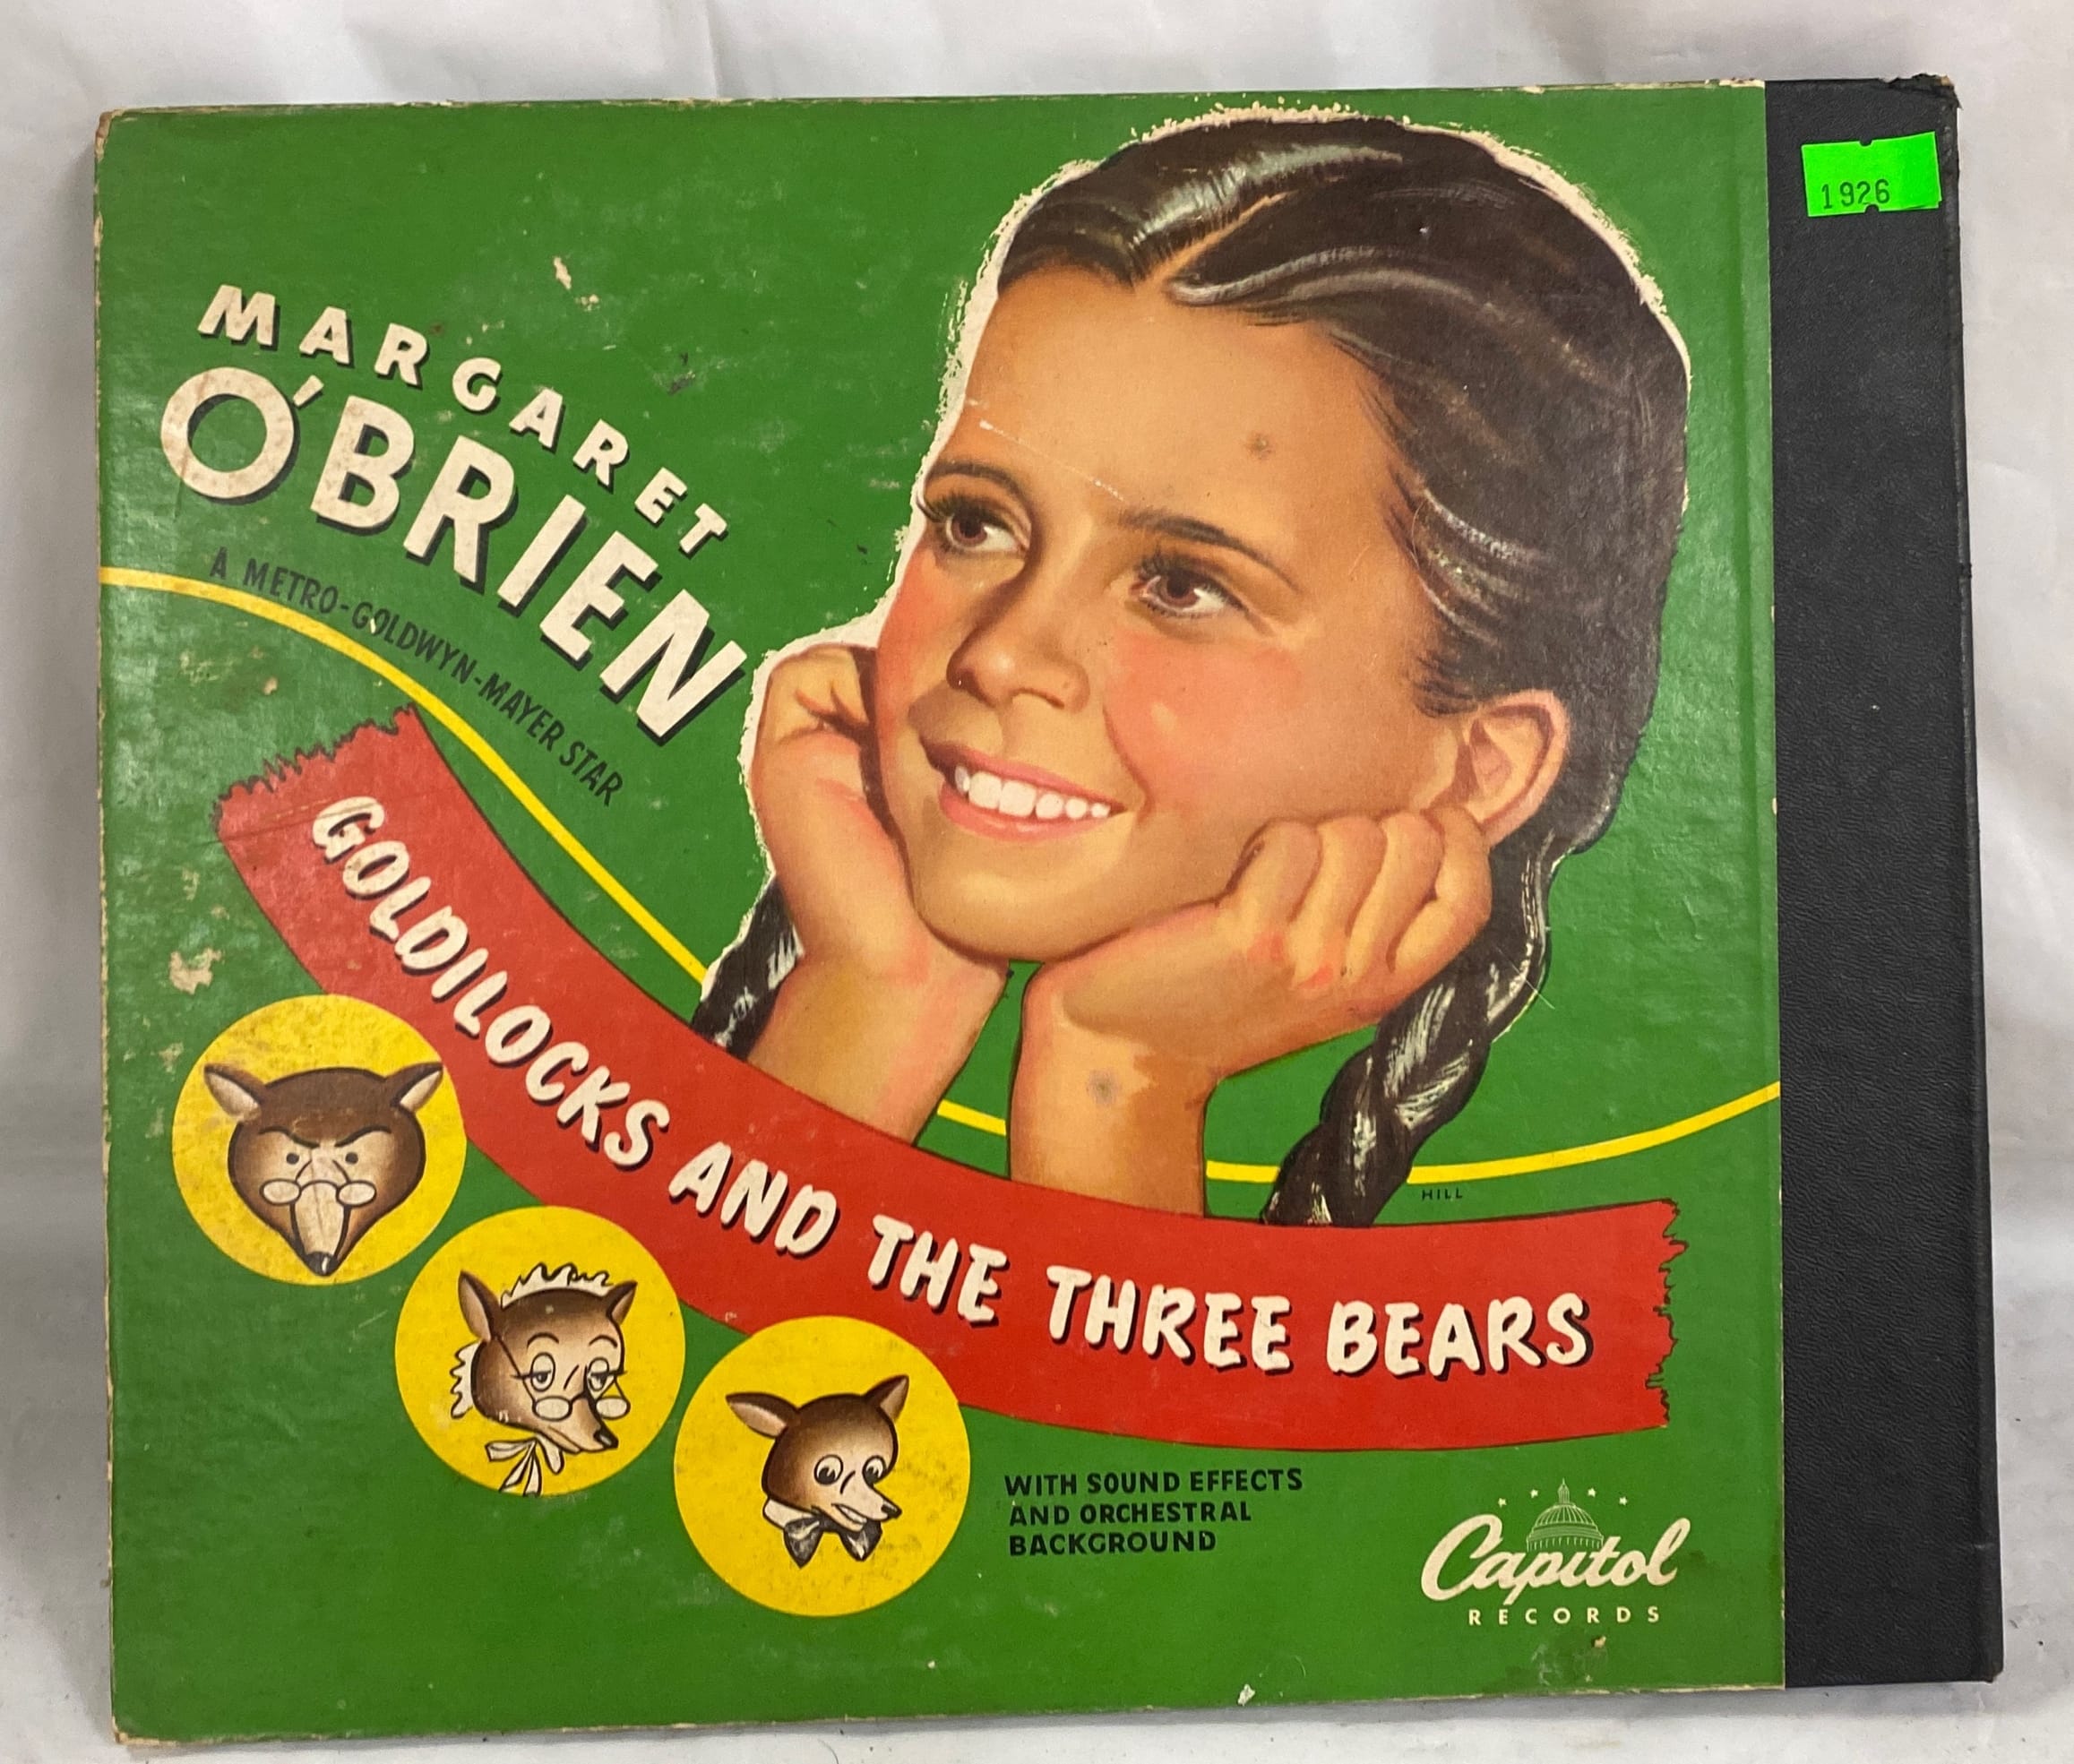 1926
MARGARET
O'BRIEN
A METRO-GOLDWYN-MAYER STAR
GOLDILOCKS AND THE THREE BEARS
HILL
WITH SOUND EFFECTS
AND ORCHESTRAL
BACKGROUND
Capitol
RECORDS